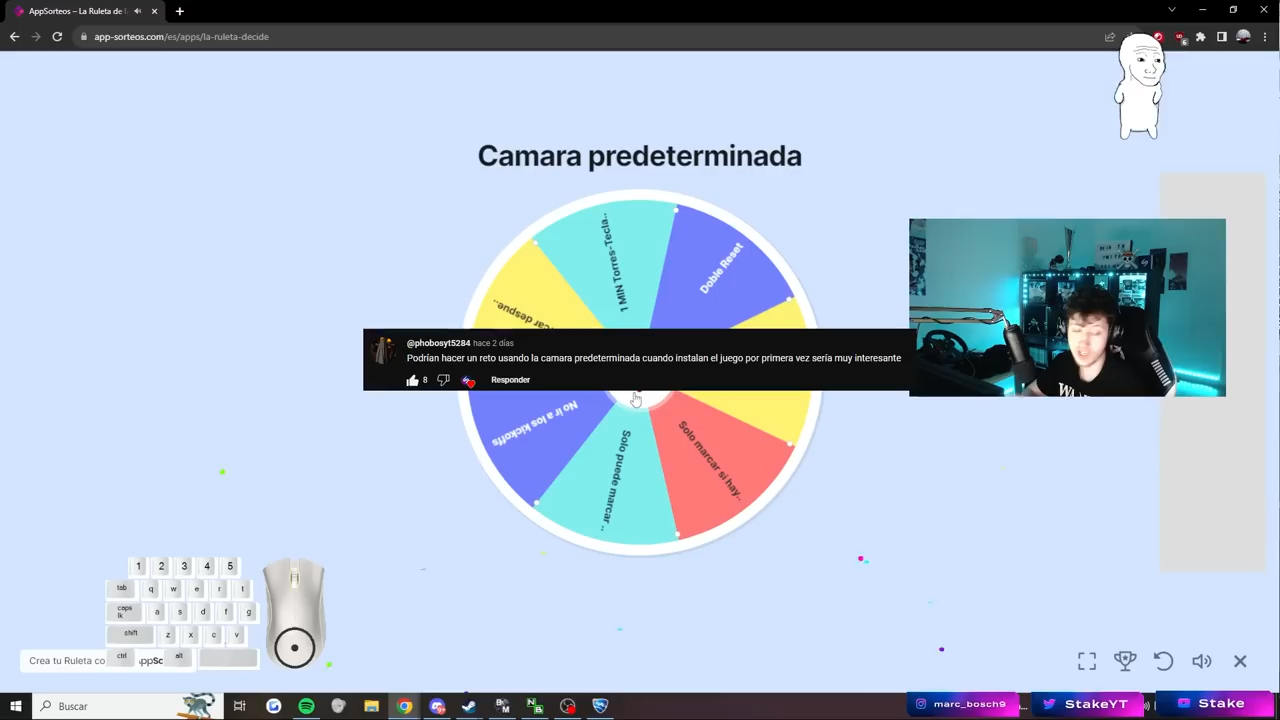 AppSorteos – La Ruleta de
app-sorteos.com/es/apps/la-ruleta-decide
Camara predeterminada
1 MIN Torres-Tecla..
Doble Reset
car despue..
@phobosyt5284 hace 2 días
Podrían hacer un reto usando la camara predeterminada cuando instalan el juego por primera vez sería muy interesante
8 Responder
No ir a los kickoffs
Solo puede marcar ..
Solo marcar si hay..
1 2 3 4 5
tab q w e r t
caps lk a s d f g
shift z x c v
ctrl alt
Crea tu Ruleta co AppSo
Buscar
marc_bosch9
StakeYT
Stake